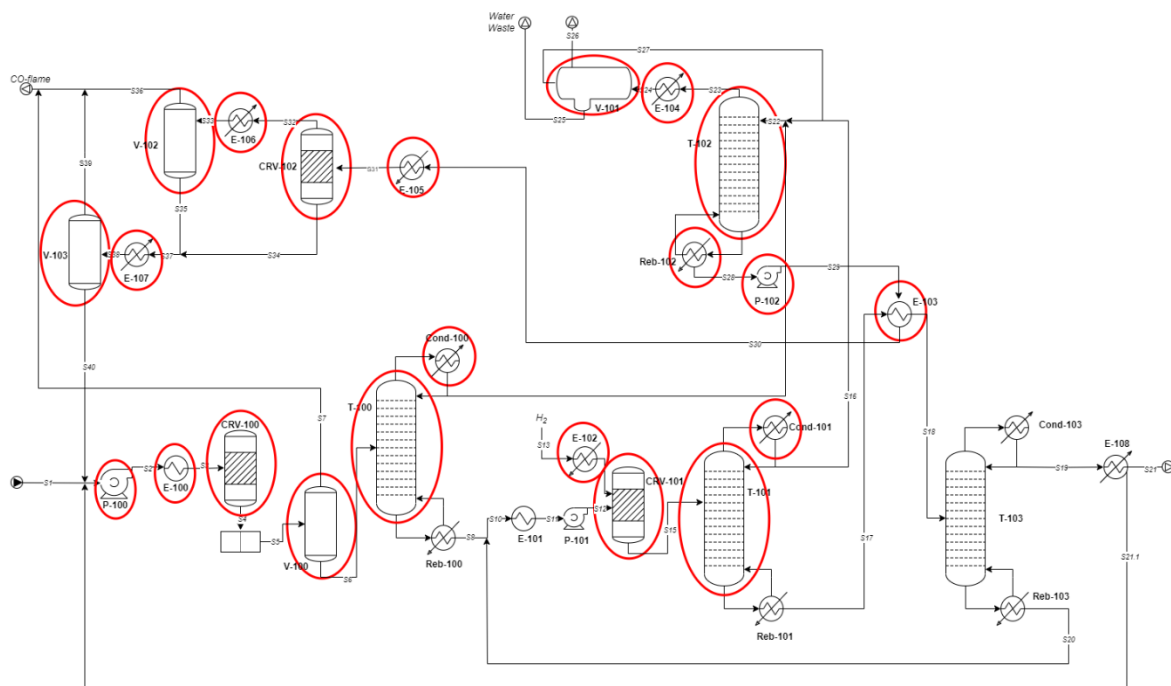 Water
Waste
S26
S27
CO-flame
S36
V-101
S24
E-104
S23
S25
S22
V-102
S33
E-106
S32
T-102
CRV-102
S31
E-105
S39
S35
S16
V-103
S38
S37
E-107
S34
Reb-102
S28
P-102
S29
E-103
S30
Cond-100
S40
S7
T-100
H2
S13
E-102
Cond-101
S18
Cond-103
CRV-100
CRV-101
E-108
S1
P-100
S2
E-100
S3
S19
S21
T-101
S4
S5
V-100
S6
Reb-100
S8
S10
E-101
S11
P-101
S12
S15
S17
T-103
S21.1
Reb-101
Reb-103
S20